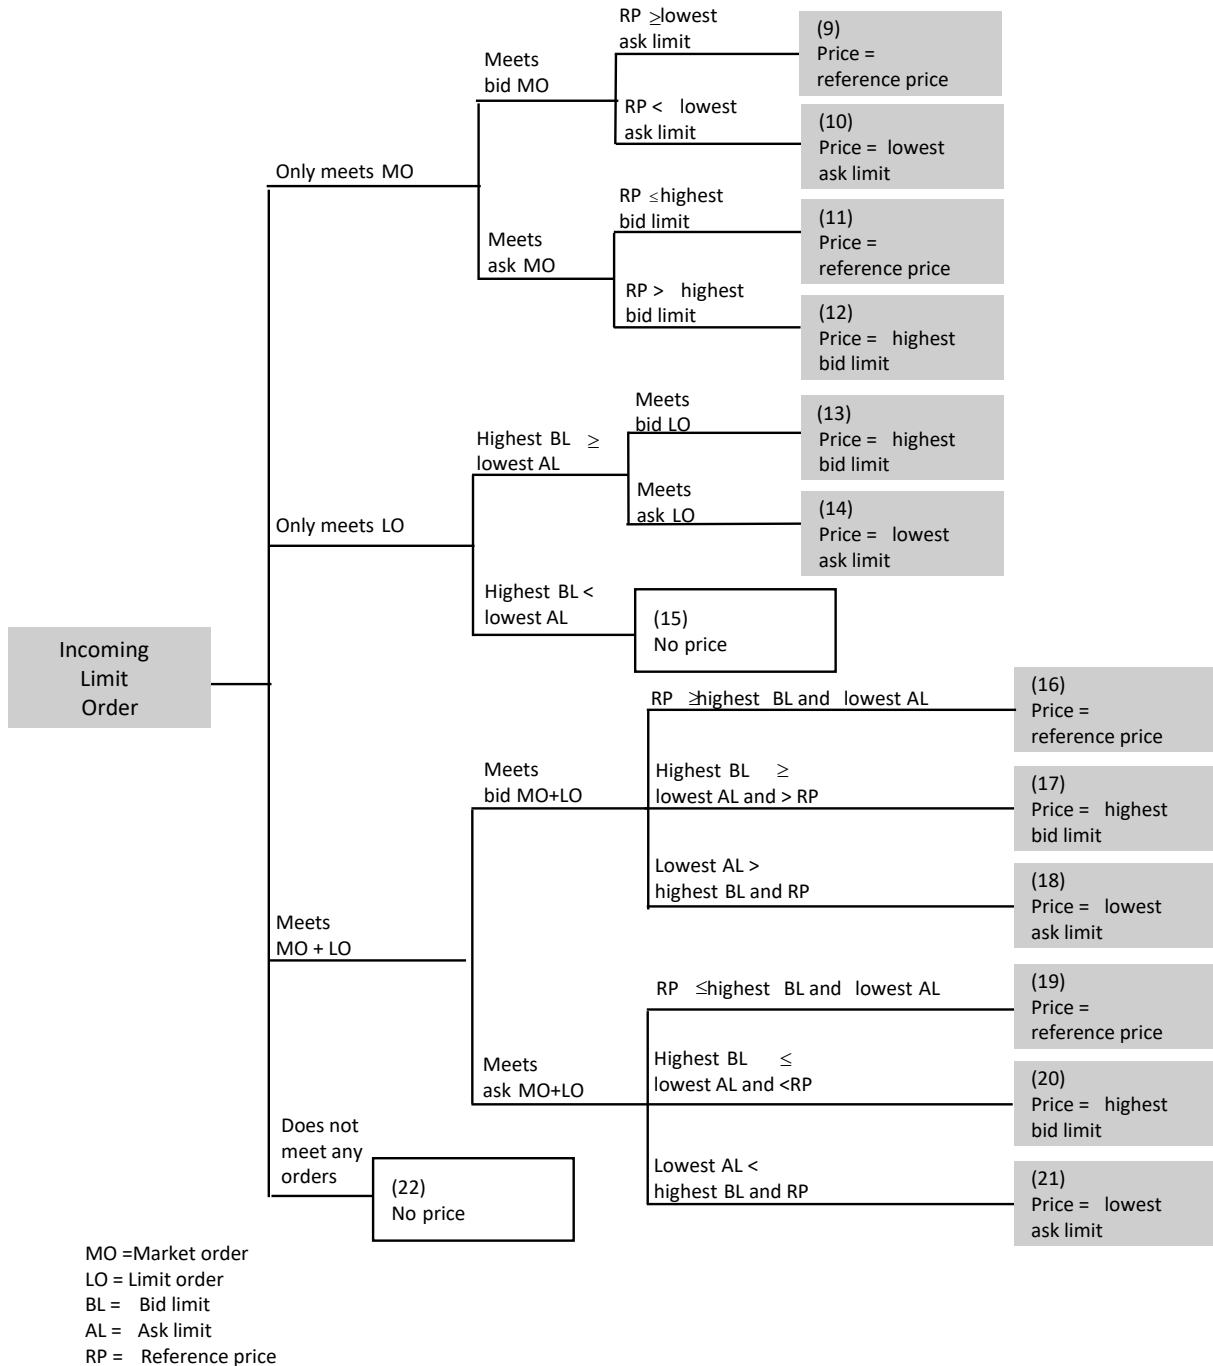 RP ≥lowest
ask limit
(9)
Price =
reference price
Meets
bid MO
RP < lowest
ask limit
(10)
Price = lowest
ask limit
Only meets MO
RP ≤highest
bid limit
(11)
Price =
reference price
Meets
ask MO
RP > highest
bid limit
(12)
Price = highest
bid limit
Meets
bid LO
(13)
Price = highest
bid limit
Highest BL ≥
lowest AL
Meets
ask LO
(14)
Price = lowest
ask limit
Only meets LO
Highest BL <
lowest AL
(15)
No price
Incoming
Limit
Order
RP ≥highest BL and lowest AL
(16)
Price =
reference price
Meets
bid MO+LO
Highest BL ≥
lowest AL and > RP
(17)
Price = highest
bid limit
Lowest AL >
highest BL and RP
(18)
Price = lowest
ask limit
Meets
MO + LO
RP ≤highest BL and lowest AL
(19)
Price =
reference price
Meets
ask MO+LO
Highest BL ≤
lowest AL and <RP
(20)
Price = highest
bid limit
Lowest AL <
highest BL and RP
(21)
Price = lowest
ask limit
Does not
meet any
orders
(22)
No price
MO =Market order
LO = Limit order
BL = Bid limit
AL = Ask limit
RP = Reference price